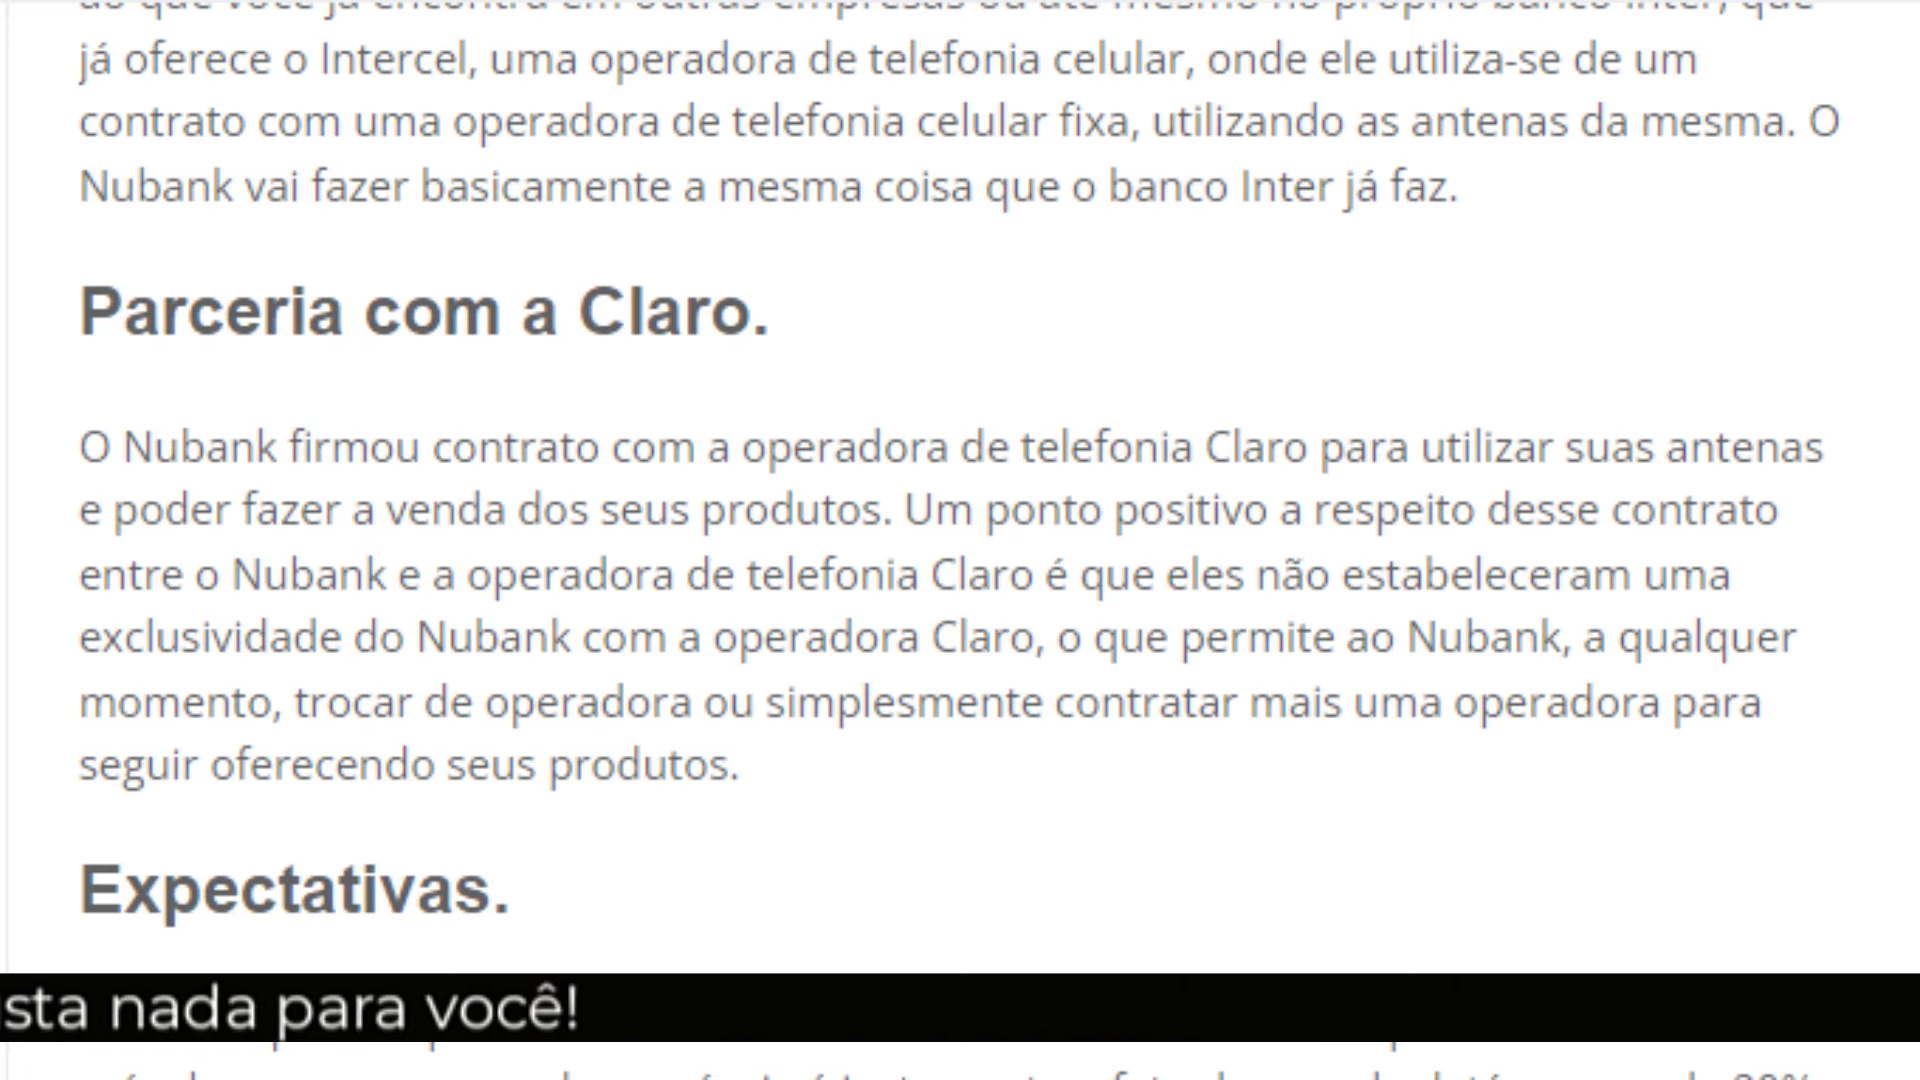 já oferece o Intercel, uma operadora de telefonia celular, onde ele utiliza-se de um
contrato com uma operadora de telefonia celular fixa, utilizando as antenas da mesma. O
Nubank vai fazer basicamente a mesma coisa que o banco Inter já faz.
Parceria com a Claro.
O Nubank firmou contrato com a operadora de telefonia Claro para utilizar suas antenas
e poder fazer a venda dos seus produtos. Um ponto positivo a respeito desse contrato
entre o Nubank e a operadora de telefonia Claro é que eles não estabeleceram uma
exclusividade do Nubank com a operadora Claro, o que permite ao Nubank, a qualquer
momento, trocar de operadora ou simplesmente contratar mais uma operadora para
seguir oferecendo seus produtos.
Expectativas.
sta nada para você!